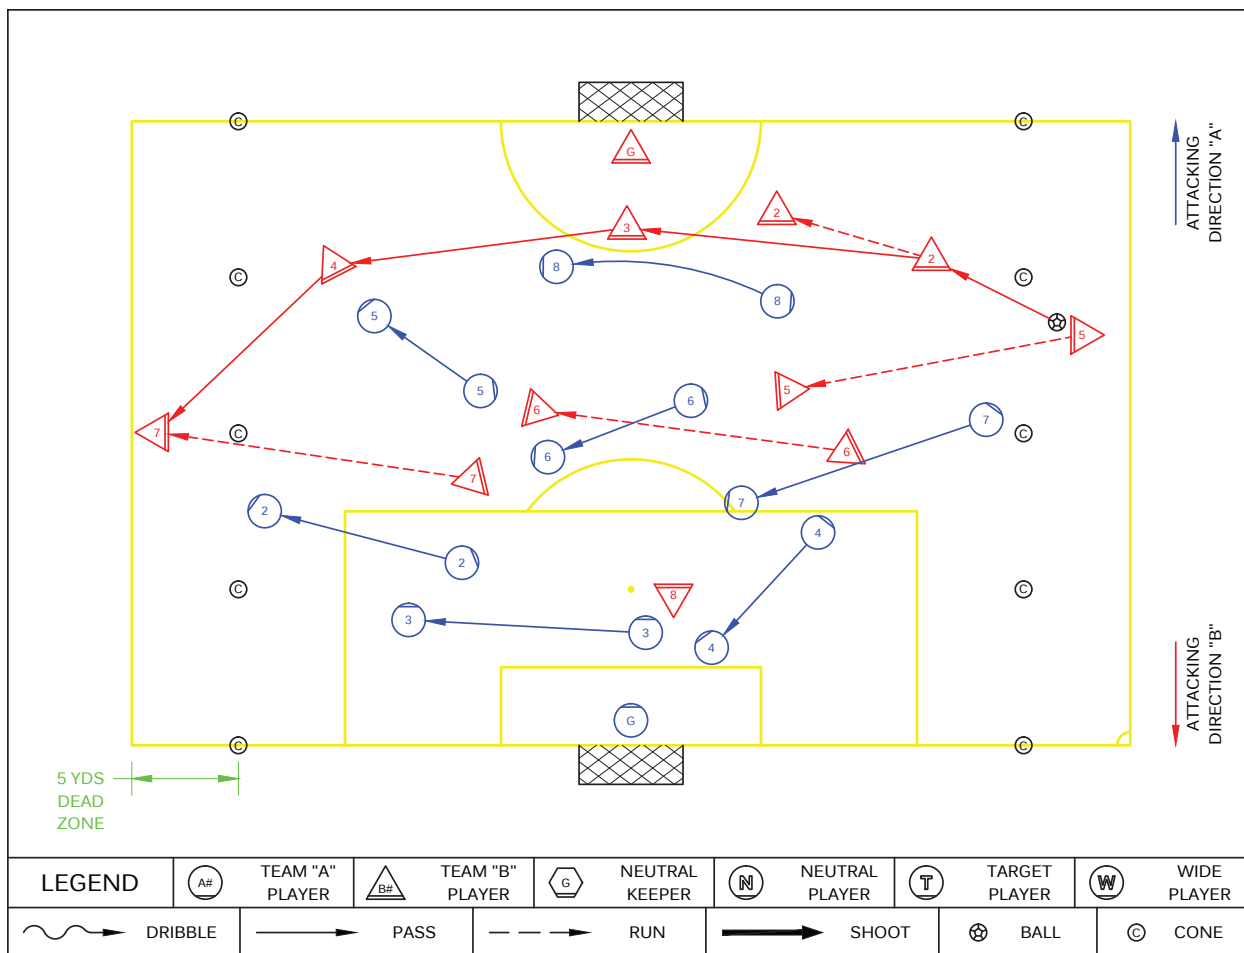 C
C
G
ATTACKING
DIRECTION "A"
2
3
2
4
8
C
C
8
5
5
5
5
6
6
7
7
C
C
6
6
7
7
2
4
2
C
C
8
3
3
4
G
C
C
ATTACKING
DIRECTION "B"
5 YDS
DEAD
ZONE
LEGEND
A#
TEAM "A"
PLAYER
B#
TEAM "B"
PLAYER
G
NEUTRAL
KEEPER
N
NEUTRAL
PLAYER
T
TARGET
PLAYER
W
WIDE
PLAYER
DRIBBLE
PASS
RUN
SHOOT
BALL
C
CONE